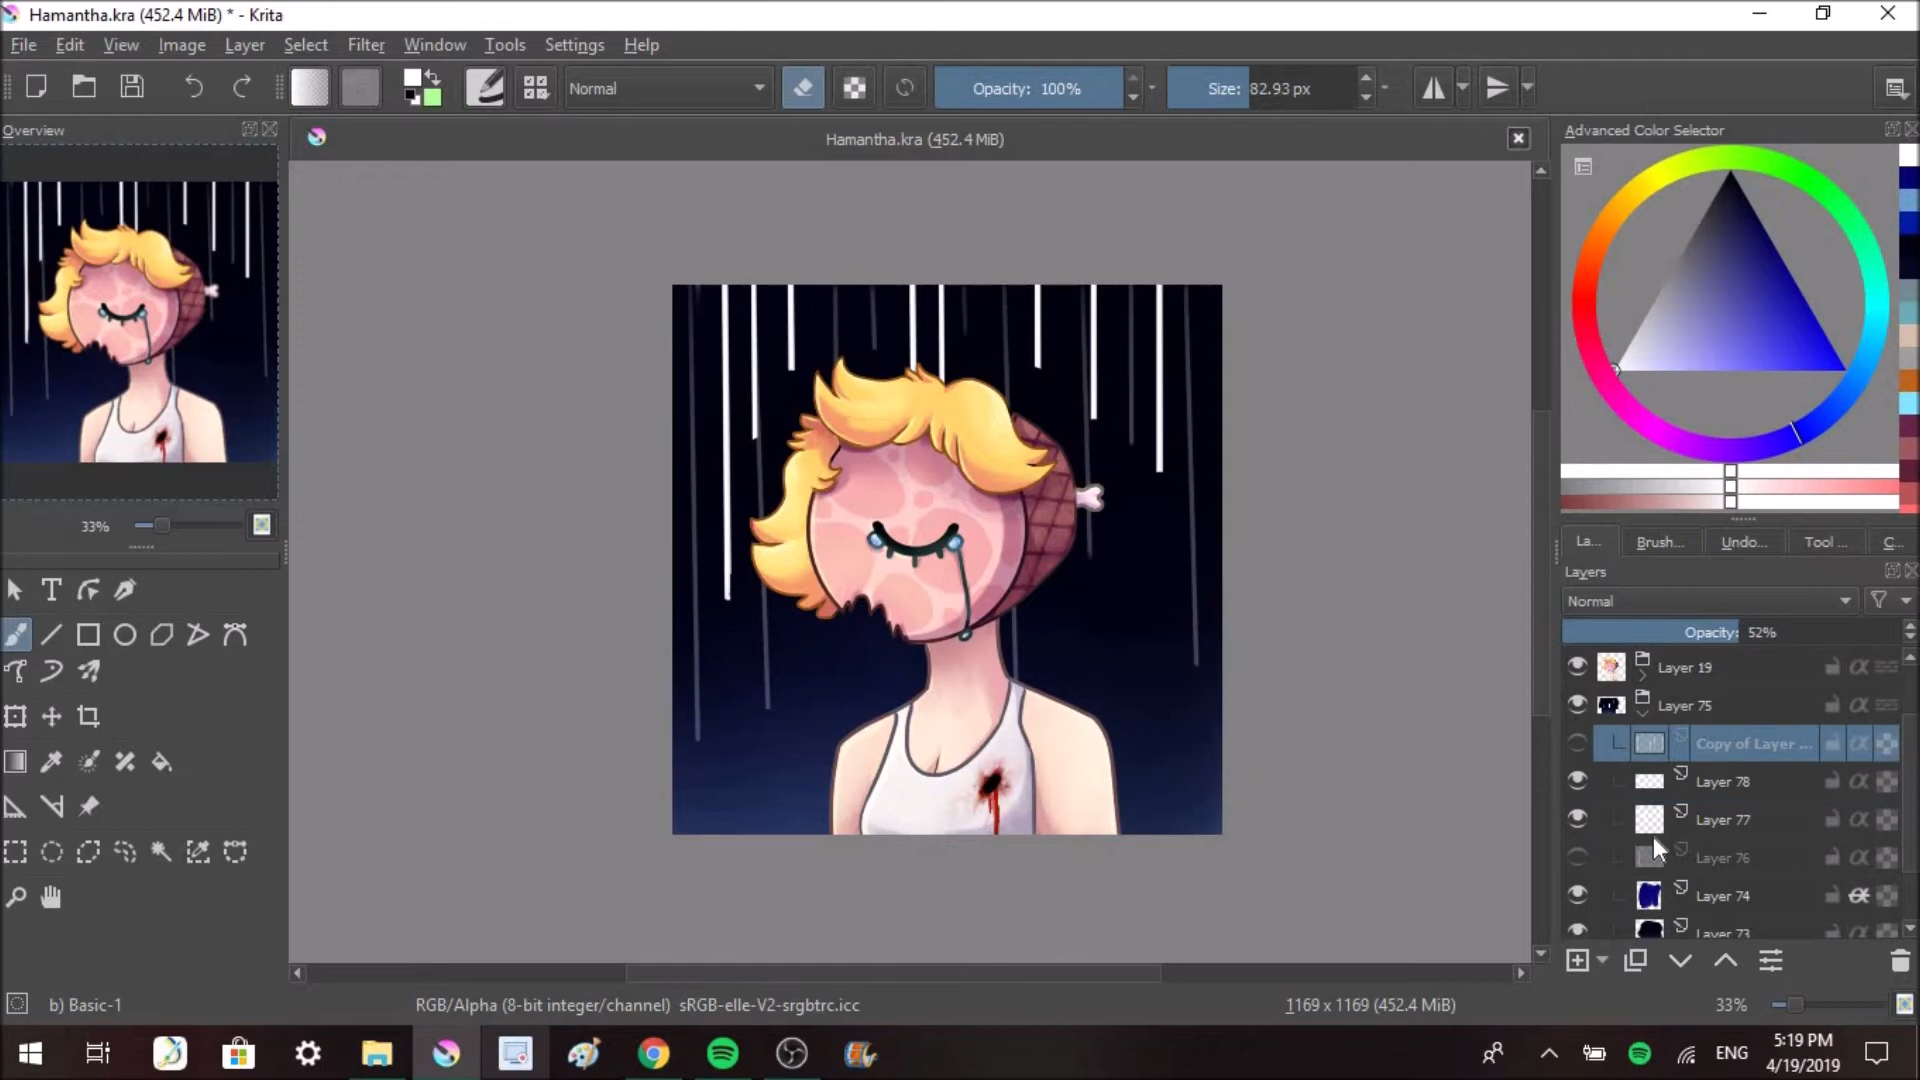 Hamantha.kra (452.4 MiB) * - Krita
File Edit View Image Layer Select Filter Window Tools Settings Help
Normal
Opacity: 100%
Size: 82.93 px
Overview
Hamantha.kra (452.4 MiB)
Advanced Color Selector
33%
La... Brush... Undo... Tool ... C...
Layers
Normal
Opacity: 52%
Layer 19
Layer 75
Copy of Layer ...
Layer 78
Layer 77
Layer 76
Layer 74
Layer 73
b) Basic-1
RGB/Alpha (8-bit integer/channel) sRGB-elle-V2-srgbtrc.icc
1169 x 1169 (452.4 MiB)
33%
ENG
5:19 PM
4/19/2019